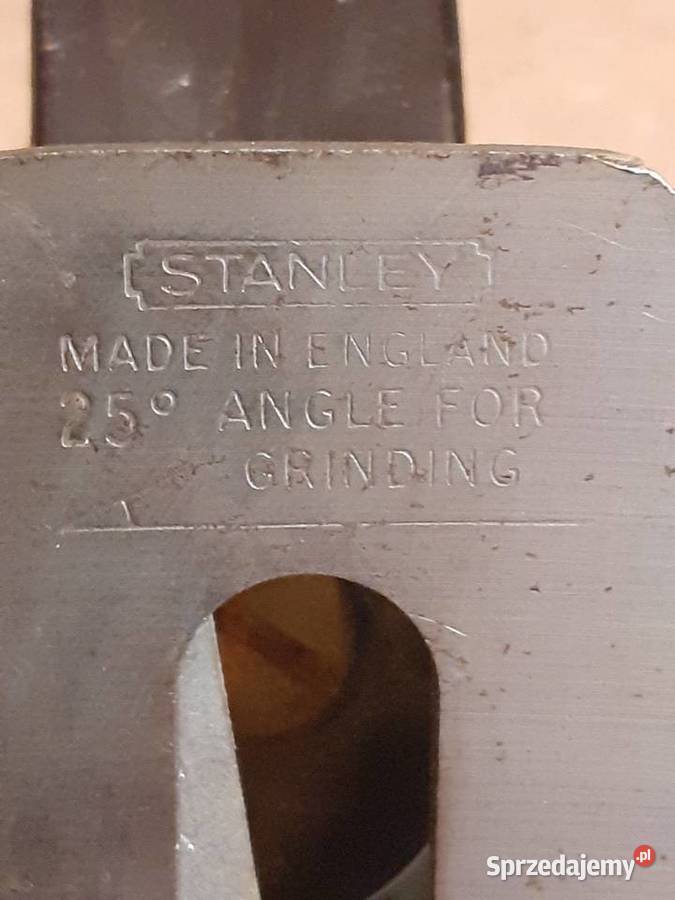 STANLEY
MADE IN ENGLAND
25° ANGLE FOR
GRINDING
Sprzedajemy.pl